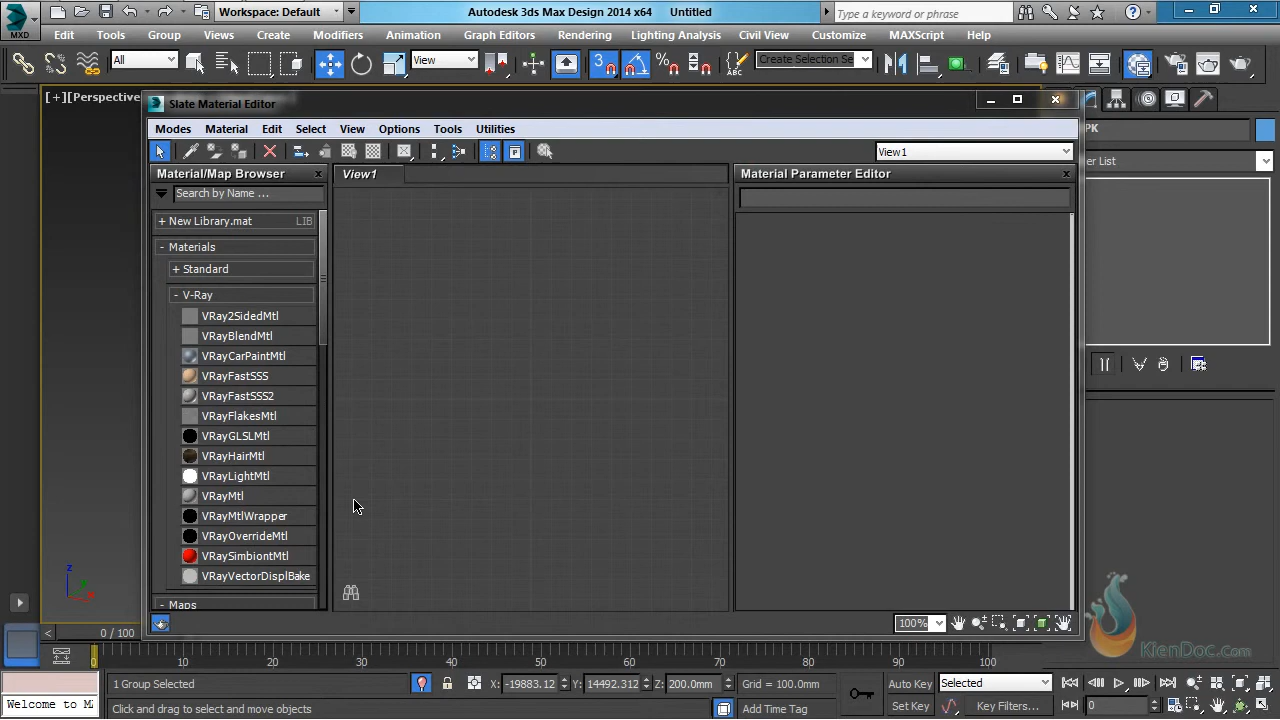 MXD
Workspace: Default
Autodesk 3ds Max Design 2014 x64 Untitled
Type a keyword or phrase
Edit Tools Group Views Create Modifiers Animation Graph Editors Rendering Lighting Analysis Civil View Customize MAXScript Help
All
View
3
Create Selection Se
[+][Perspective
Slate Material Editor
Modes Material Edit Select View Options Tools Utilities
View1
Material/Map Browser
View1
Material Parameter Editor
Search by Name ...
+ New Library.mat LIB
- Materials
+ Standard
- V-Ray
VRay2SidedMtl
VRayBlendMtl
VRayCarPaintMtl
VRayFastSSS
VRayFastSSS2
VRayFlakesMtl
VRayGLSLMtl
VRayHairMtl
VRayLightMtl
VRayMtl
VRayMtlWrapper
VRayOverrideMtl
VRaySimbiontMtl
VRayVectorDisplBake
- Maps
100%
PK
er List
z
0 / 100
KienDoc.com
0 10 20 30 40 50 60 70 80 90 100
1 Group Selected
X: -19883.12 Y: 14492.312 Z: 200.0mm
Grid = 100.0mm
Auto Key
Selected
Welcome to M
Click and drag to select and move objects
Add Time Tag
Set Key
Key Filters...
0